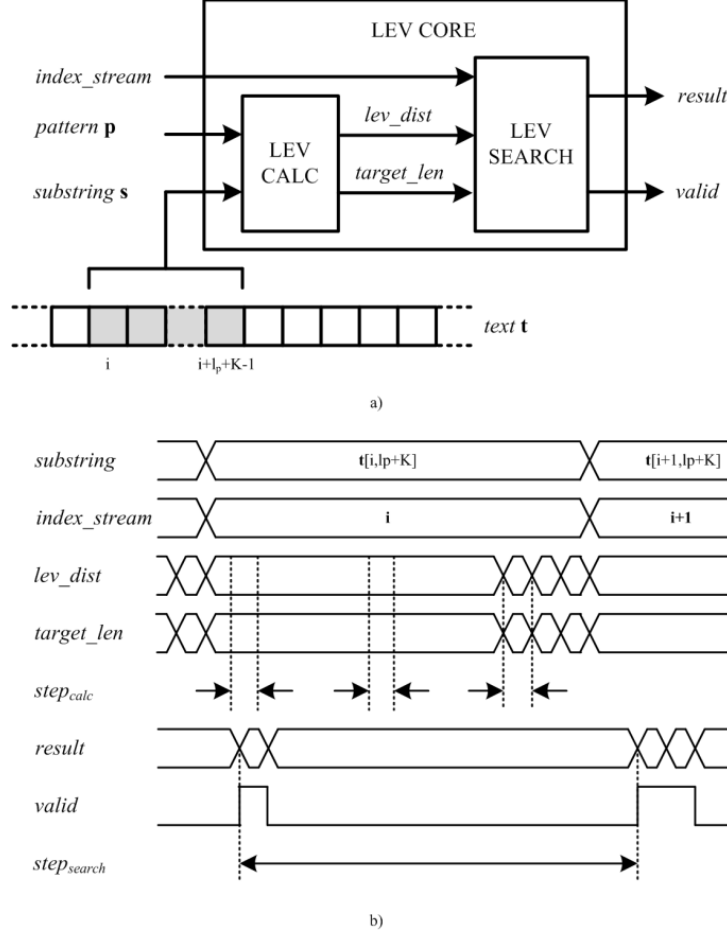 LEV CORE
index_stream
result
pattern p
lev_dist
LEV
CALC
LEV
SEARCH
substring s
target_len
valid
text t
i
i+lp+K-1
a)
substring
t[i,lp+K]
t[i+1,lp+K]
index_stream
i
i+1
lev_dist
target_len
stepcalc
result
valid
stepsearch
b)